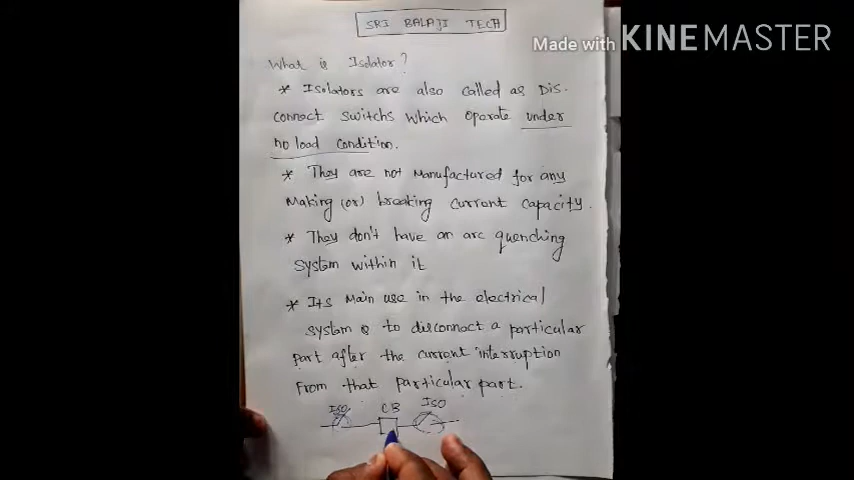 SRI BALAJI TECH
Made with KINEMASTER
What is Isolator?
* Isolators are also called as Dis-
connect switchs which operate under
no load condition.
* They are not manufactured for any
Making (or) breaking current capacity.
* They don't have an arc quenching
system within it
* Its main use in the electrical
system is to disconnect a particular
part after the current interruption
from that particular part.
ISO CB ISO